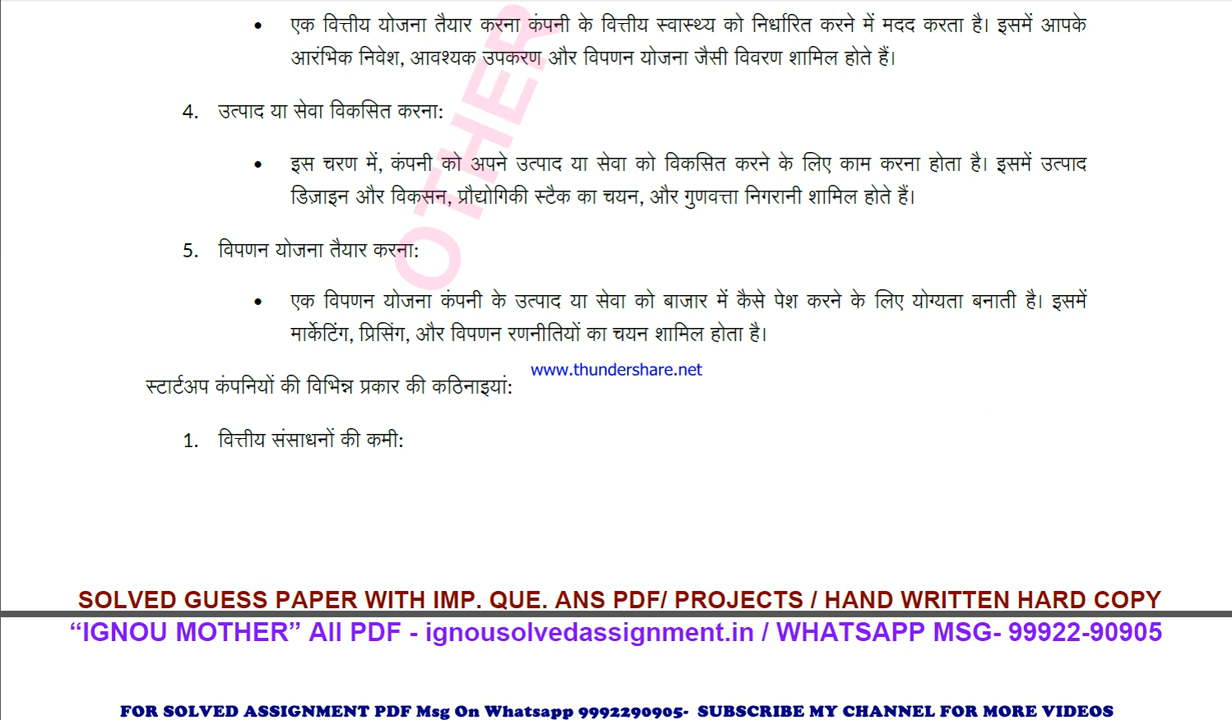 • एक वित्तीय योजना तैयार करना कंपनी के वित्तीय स्वास्थ्य को निर्धारित करने में मदद करता है। इसमें आपके
आरंभिक निवेश, आवश्यक उपकरण और विपणन योजना जैसी विवरण शामिल होते हैं।
4. उत्पाद या सेवा विकसित करना:
• इस चरण में, कंपनी को अपने उत्पाद या सेवा को विकसित करने के लिए काम करना होता है। इसमें उत्पाद
डिज़ाइन और विकसन, प्रौद्योगिकी स्टैक का चयन, और गुणवत्ता निगरानी शामिल होते हैं।
OTHER
5. विपणन योजना तैयार करना:
• एक विपणन योजना कंपनी के उत्पाद या सेवा को बाजार में कैसे पेश करने के लिए योग्यता बनाती है। इसमें
मार्केटिंग, प्रिसिंग, और विपणन रणनीतियों का चयन शामिल होता है।
www.thundershare.net
स्टार्टअप कंपनियों की विभिन्न प्रकार की कठिनाइयां:
1. वित्तीय संसाधनों की कमी:
SOLVED GUESS PAPER WITH IMP. QUE. ANS PDF/ PROJECTS / HAND WRITTEN HARD COPY
“IGNOU MOTHER” All PDF - ignousolvedassignment.in / WHATSAPP MSG- 99922-90905
FOR SOLVED ASSIGNMENT PDF Msg On Whatsapp 9992290905- SUBSCRIBE MY CHANNEL FOR MORE VIDEOS